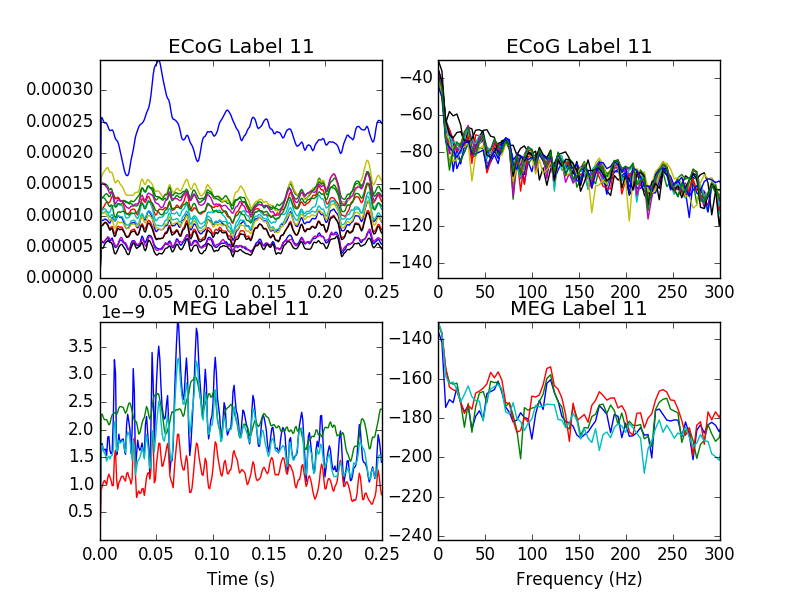 ECoG Label 11
0.00030
0.00025
0.00020
0.00015
0.00010
0.00005
0.00000
0.00 0.05 0.10 0.15 0.20 0.25
ECoG Label 11
−40
−60
−80
−100
−120
−140
0 50 100 150 200 250 300
MEG Label 11
1e−9
3.5
3.0
2.5
2.0
1.5
1.0
0.5
0.00 0.05 0.10 0.15 0.20 0.25
Time (s)
MEG Label 11
−140
−160
−180
−200
−220
−240
0 50 100 150 200 250 300
Frequency (Hz)